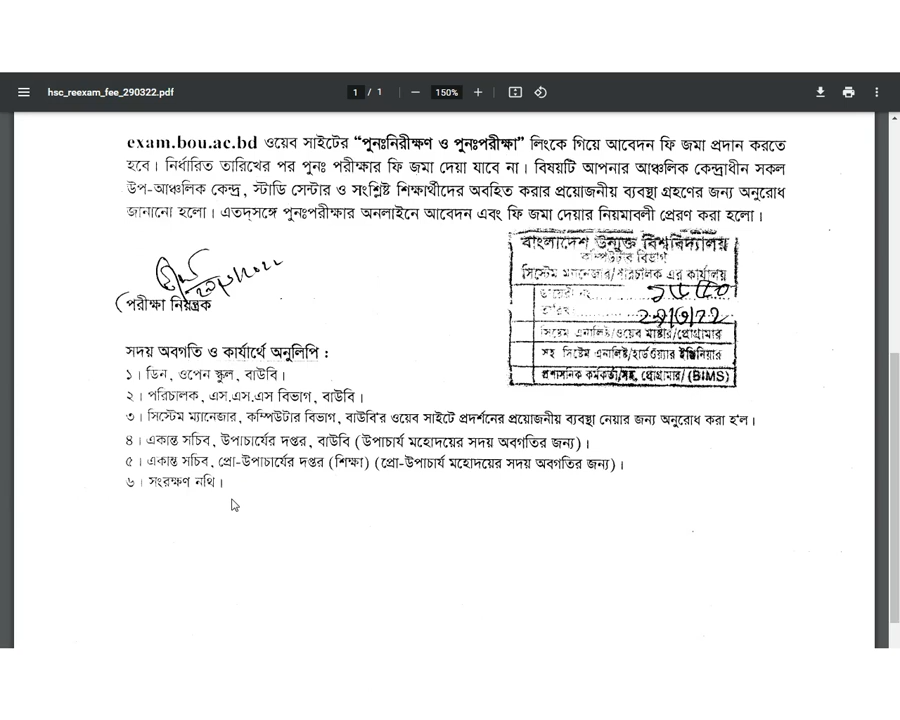 hsc_reexam_fee_290322.pdf
1 / 1
150%
exam.bou.ac.bd ওয়েব সাইটের "পুনঃনিরীক্ষণ ও পুনঃপরীক্ষা" লিংকে গিয়ে আবেদন ফি জমা প্রদান করতে
হবে। নির্ধারিত তারিখের পর পুনঃ পরীক্ষার ফি জমা দেয়া যাবে না। বিষয়টি আপনার আঞ্চলিক কেন্দ্রাধীন সকল
উপ-আঞ্চলিক কেন্দ্র, স্টাডি সেন্টার ও সংশ্লিষ্ট শিক্ষার্থীদের অবহিত করার প্রয়োজনীয় ব্যবস্থা গ্রহণের জন্য অনুরোধ
জানানো হলো। এতদ্সঙ্গে পুনঃপরীক্ষার অনলাইনে আবেদন এবং ফি জমা দেয়ার নিয়মাবলী প্রেরণ করা হলো।
বাংলাদেশ উন্মুক্ত বিশ্ববিদ্যালয়
কম্পিউটার বিভাগ
সিস্টেম ম্যানেজার/পরিচালক এর কার্যালয়
ডায়েরী নং
তারিখ
সিস্টেম এনালিষ্ট/ওয়েব মাষ্টার/প্রোগ্রামার
সহ সিস্টেম এনালিষ্ট/হার্ডওয়্যার ইঞ্জিনিয়ার
প্রশাসনিক কর্মকর্তা/সহ, প্রোগ্রামার/ (BIMS)
পরীক্ষা নিয়ন্ত্রক
সদয় অবগতি ও কার্যার্থে অনুলিপি :
১। ডিন, ওপেন স্কুল, বাউবি।
২। পরিচালক, এস.এস.এস বিভাগ, বাউবি।
৩। সিস্টেম ম্যানেজার, কম্পিউটার বিভাগ, বাউবি'র ওয়েব সাইটে প্রদর্শনের প্রয়োজনীয় ব্যবস্থা নেয়ার জন্য অনুরোধ করা হ'ল।
৪। একান্ত সচিব, উপাচার্যের দপ্তর, বাউবি (উপাচার্য মহোদয়ের সদয় অবগতির জন্য)।
৫। একান্ত সচিব, প্রো-উপাচার্যের দপ্তর (শিক্ষা) (প্রো-উপাচার্য মহোদয়ের সদয় অবগতির জন্য)।
৬। সংরক্ষণ নথি।